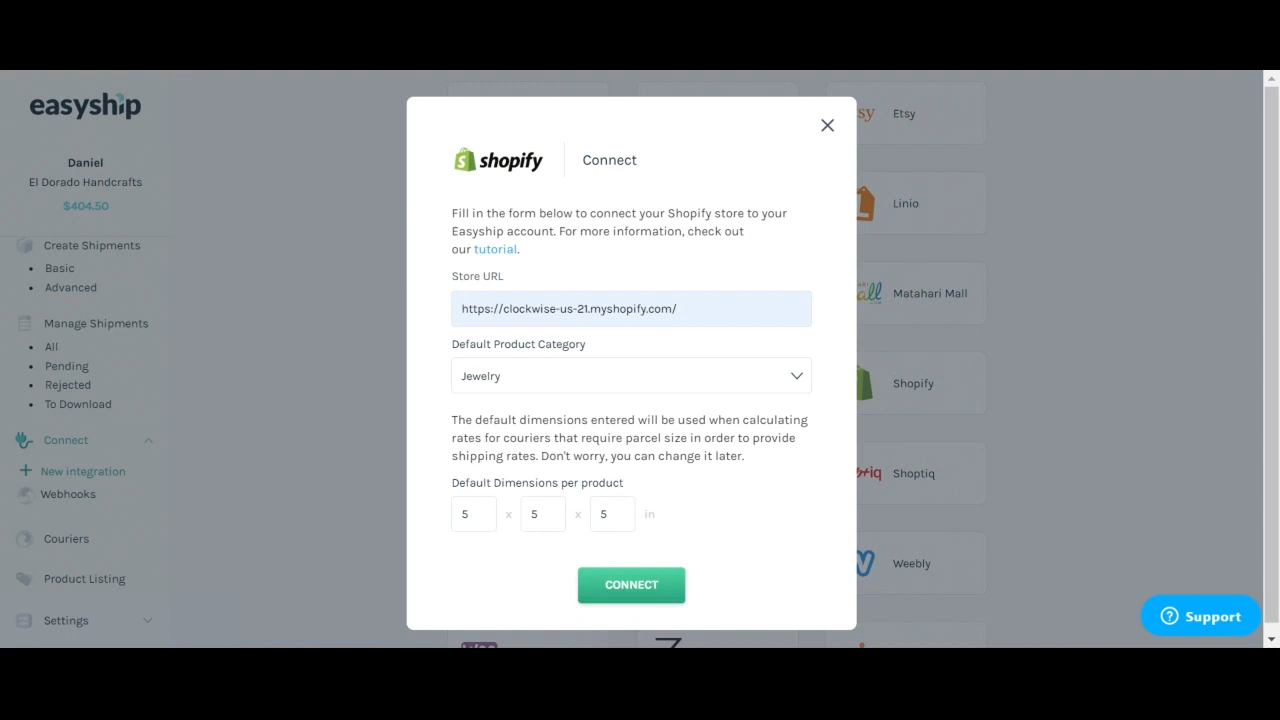 easyship
Daniel
El Dorado Handcrafts
$404.50
Create Shipments
Basic
Advanced
Manage Shipments
All
Pending
Rejected
To Download
Connect
New integration
Webhooks
Couriers
Product Listing
Settings
shopify
Connect
Fill in the form below to connect your Shopify store to your
Easyship account. For more information, check out
our tutorial.
Store URL
https://clockwise-us-21.myshopify.com/
Default Product Category
Jewelry
The default dimensions entered will be used when calculating
rates for couriers that require parcel size in order to provide
shipping rates. Don't worry, you can change it later.
Default Dimensions per product
5 x 5 x 5 in
CONNECT
Etsy
Linio
Matahari Mall
Shopify
Shoptiq
Weebly
Support